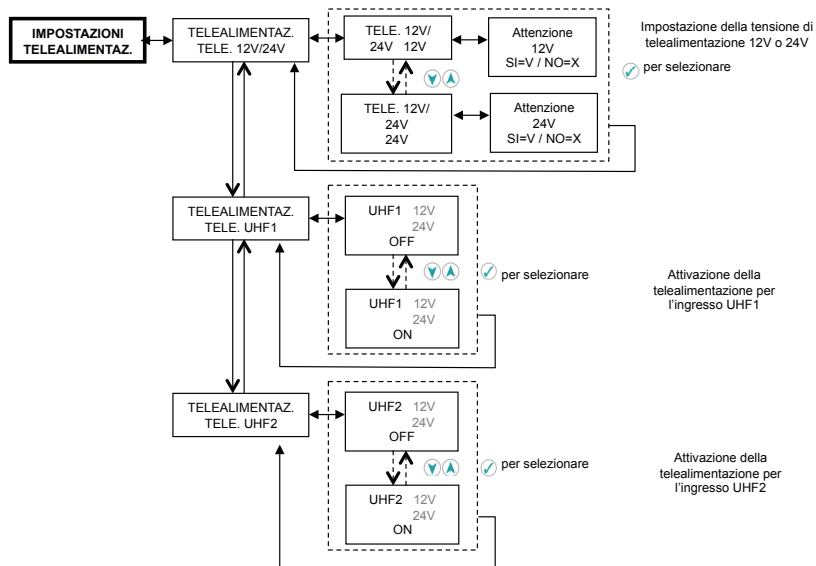 IMPOSTAZIONI
TELEALIMENTAZ.
TELEALIMENTAZ.
TELE. 12V/24V
TELE. 12V/
24V 12V
Attenzione
12V
SI=V / NO=X
Impostazione della tensione di
telealimentazione 12V o 24V
per selezionare
TELE. 12V/
24V
24V
Attenzione
24V
SI=V / NO=X
TELEALIMENTAZ.
TELE. UHF1
UHF1 12V
24V
OFF
per selezionare
UHF1 12V
24V
ON
Attivazione della
telealimentazione per
l'ingresso UHF1
TELEALIMENTAZ.
TELE. UHF2
UHF2 12V
24V
OFF
per selezionare
UHF2 12V
24V
ON
Attivazione della
telealimentazione per
l'ingresso UHF2